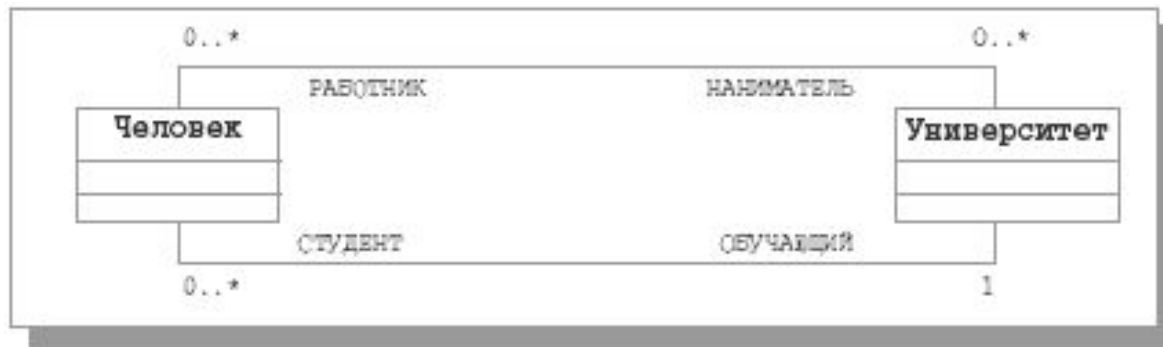 0..* 0..*
РАБОТНИК НАНИМАТЕЛЬ
Человек Университет
СТУДЕНТ ОБУЧАЮЩИЙ
0..* 1